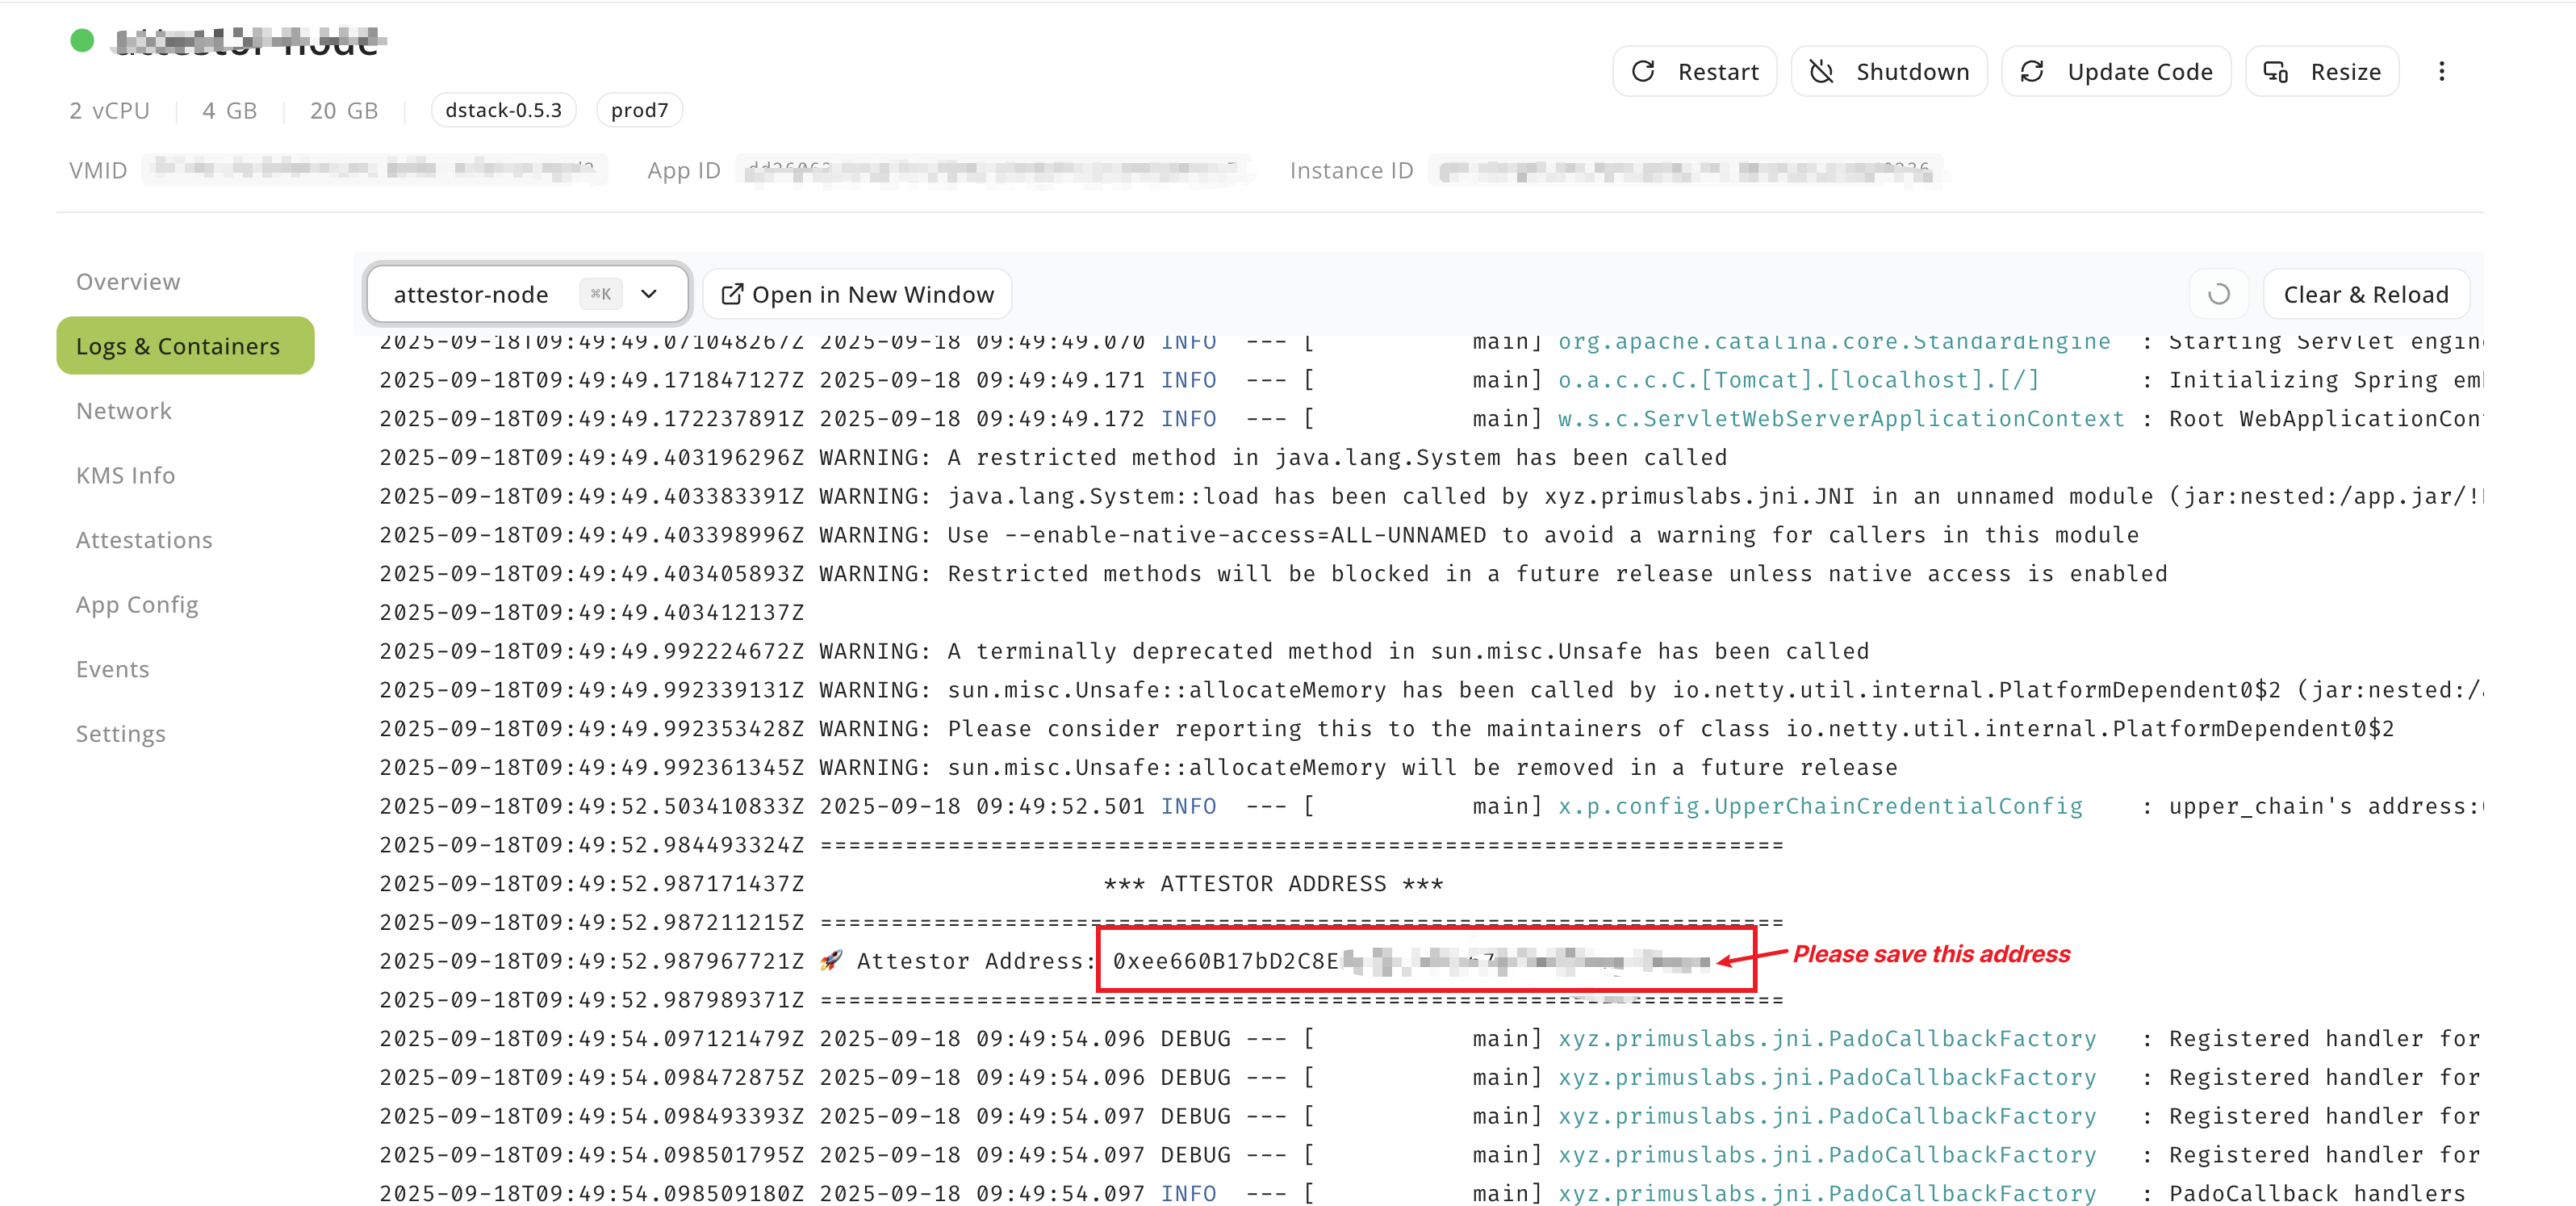 attestor-node
Restart
Shutdown
Update Code
Resize
2 vCPU
4 GB
20 GB
dstack-0.5.3
prod7
VMID
App ID
Instance ID
Overview
Logs & Containers
Network
KMS Info
Attestations
App Config
Events
Settings
attestor-node ⌘K
Open in New Window
Clear & Reload
2025-09-18T09:49:49.071048267Z 2025-09-18 09:49:49.070 INFO --- [ main] org.apache.catalina.core.StandardEngine : Starting Servlet engin
2025-09-18T09:49:49.171847127Z 2025-09-18 09:49:49.171 INFO --- [ main] o.a.c.c.C.[Tomcat].[localhost].[/] : Initializing Spring em
2025-09-18T09:49:49.172237891Z 2025-09-18 09:49:49.172 INFO --- [ main] w.s.c.ServletWebServerApplicationContext : Root WebApplicationCon
2025-09-18T09:49:49.403196296Z WARNING: A restricted method in java.lang.System has been called
2025-09-18T09:49:49.403383391Z WARNING: java.lang.System::load has been called by xyz.primuslabs.jni.JNI in an unnamed module (jar:nested:/app.jar/!
2025-09-18T09:49:49.403398996Z WARNING: Use --enable-native-access=ALL-UNNAMED to avoid a warning for callers in this module
2025-09-18T09:49:49.403405893Z WARNING: Restricted methods will be blocked in a future release unless native access is enabled
2025-09-18T09:49:49.403412137Z
2025-09-18T09:49:49.992224672Z WARNING: A terminally deprecated method in sun.misc.Unsafe has been called
2025-09-18T09:49:49.992339131Z WARNING: sun.misc.Unsafe::allocateMemory has been called by io.netty.util.internal.PlatformDependent0$2 (jar:nested:/
2025-09-18T09:49:49.992353428Z WARNING: Please consider reporting this to the maintainers of class io.netty.util.internal.PlatformDependent0$2
2025-09-18T09:49:49.992361345Z WARNING: sun.misc.Unsafe::allocateMemory will be removed in a future release
2025-09-18T09:49:52.503410833Z 2025-09-18 09:49:52.501 INFO --- [ main] x.p.config.UpperChainCredentialConfig : upper_chain's address:
2025-09-18T09:49:52.984493324Z ====================================================================
2025-09-18T09:49:52.987171437Z *** ATTESTOR ADDRESS ***
2025-09-18T09:49:52.987211215Z ====================================================================
2025-09-18T09:49:52.987967721Z 🚀 Attestor Address: 0xee660B17bD2C8E
Please save this address
2025-09-18T09:49:52.987989371Z ====================================================================
2025-09-18T09:49:54.097121479Z 2025-09-18 09:49:54.096 DEBUG --- [ main] xyz.primuslabs.jni.PadoCallbackFactory : Registered handler for
2025-09-18T09:49:54.098472875Z 2025-09-18 09:49:54.096 DEBUG --- [ main] xyz.primuslabs.jni.PadoCallbackFactory : Registered handler for
2025-09-18T09:49:54.098493393Z 2025-09-18 09:49:54.097 DEBUG --- [ main] xyz.primuslabs.jni.PadoCallbackFactory : Registered handler for
2025-09-18T09:49:54.098501795Z 2025-09-18 09:49:54.097 DEBUG --- [ main] xyz.primuslabs.jni.PadoCallbackFactory : Registered handler for
2025-09-18T09:49:54.098509180Z 2025-09-18 09:49:54.097 INFO --- [ main] xyz.primuslabs.jni.PadoCallbackFactory : PadoCallback handlers